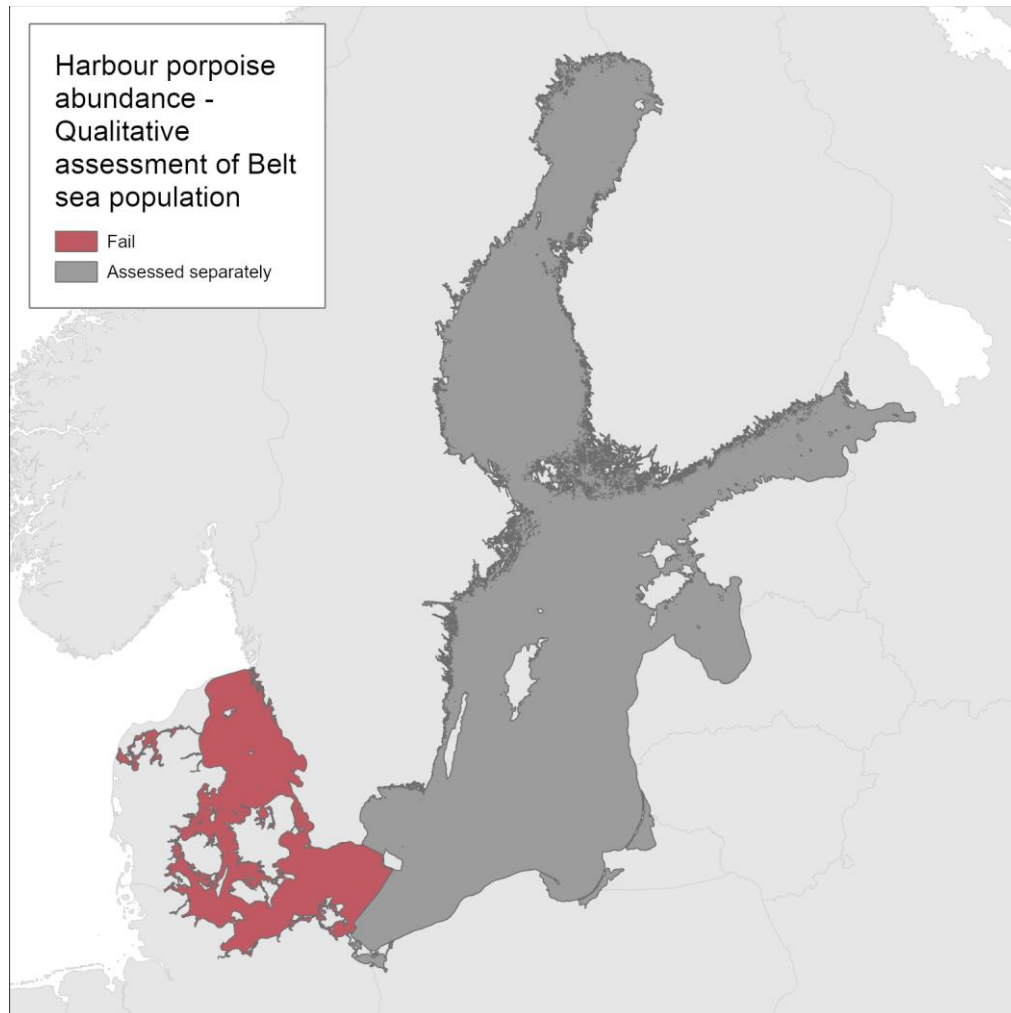 Harbour porpoise
abundance -
Qualitative
assessment of Belt
sea population
Fail
Assessed separately